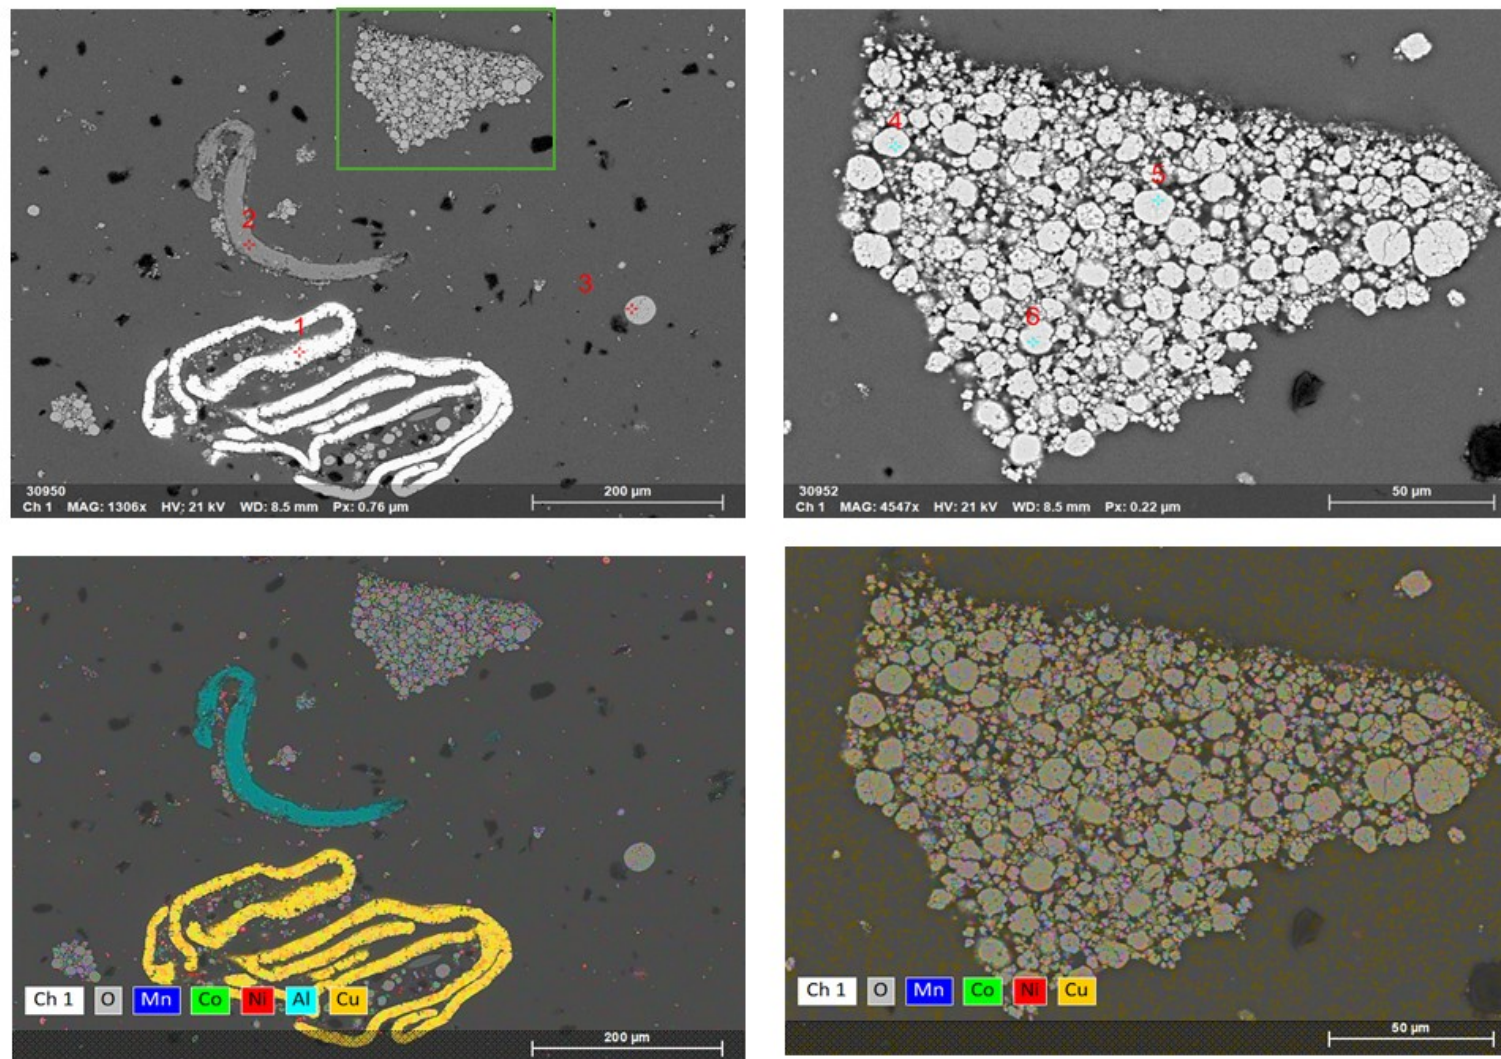 2
3
1
30950
Ch 1 MAG: 1306x HV: 21 kV WD: 8.5 mm Px: 0.76 µm
200 µm
4
5
6
30952
Ch 1 MAG: 4547x HV: 21 kV WD: 8.5 mm Px: 0.22 µm
50 µm
Ch 1 O Mn Co Ni Al Cu
200 µm
Ch 1 O Mn Co Ni Cu
50 µm